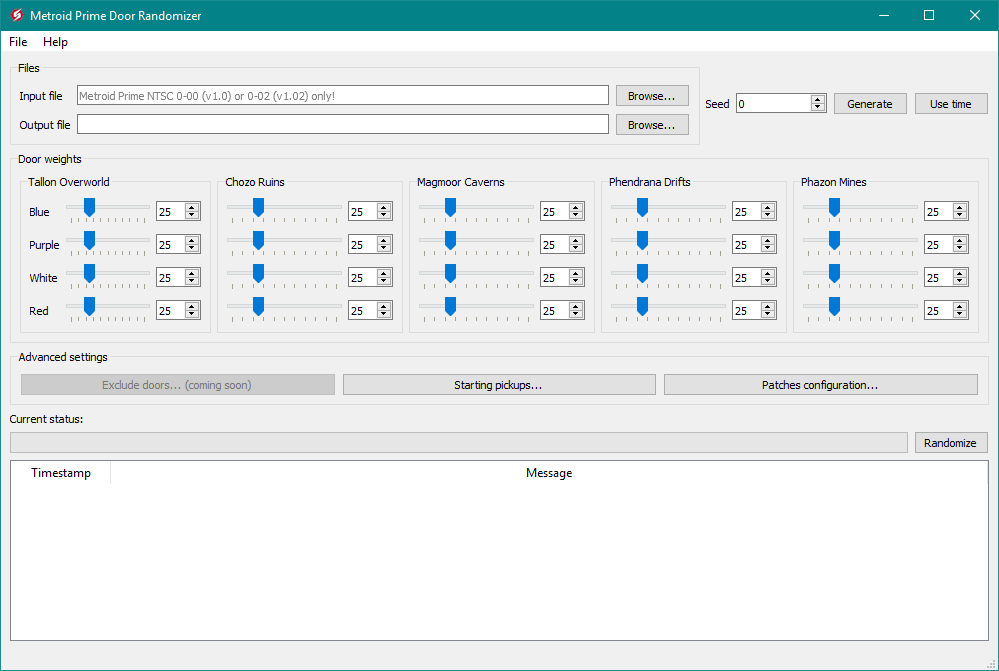 Metroid Prime Door Randomizer
File Help
Files
Input file Metroid Prime NTSC 0-00 (v1.0) or 0-02 (v1.02) only! Browse...
Output file Browse...
Seed 0 Generate Use time
Door weights
Tallon Overworld Chozo Ruins Magmoor Caverns Phendrana Drifts Phazon Mines
Blue 25 25 25 25 25
Purple 25 25 25 25 25
White 25 25 25 25 25
Red 25 25 25 25 25
Advanced settings
Exclude doors... (coming soon) Starting pickups... Patches configuration...
Current status:
Randomize
Timestamp Message